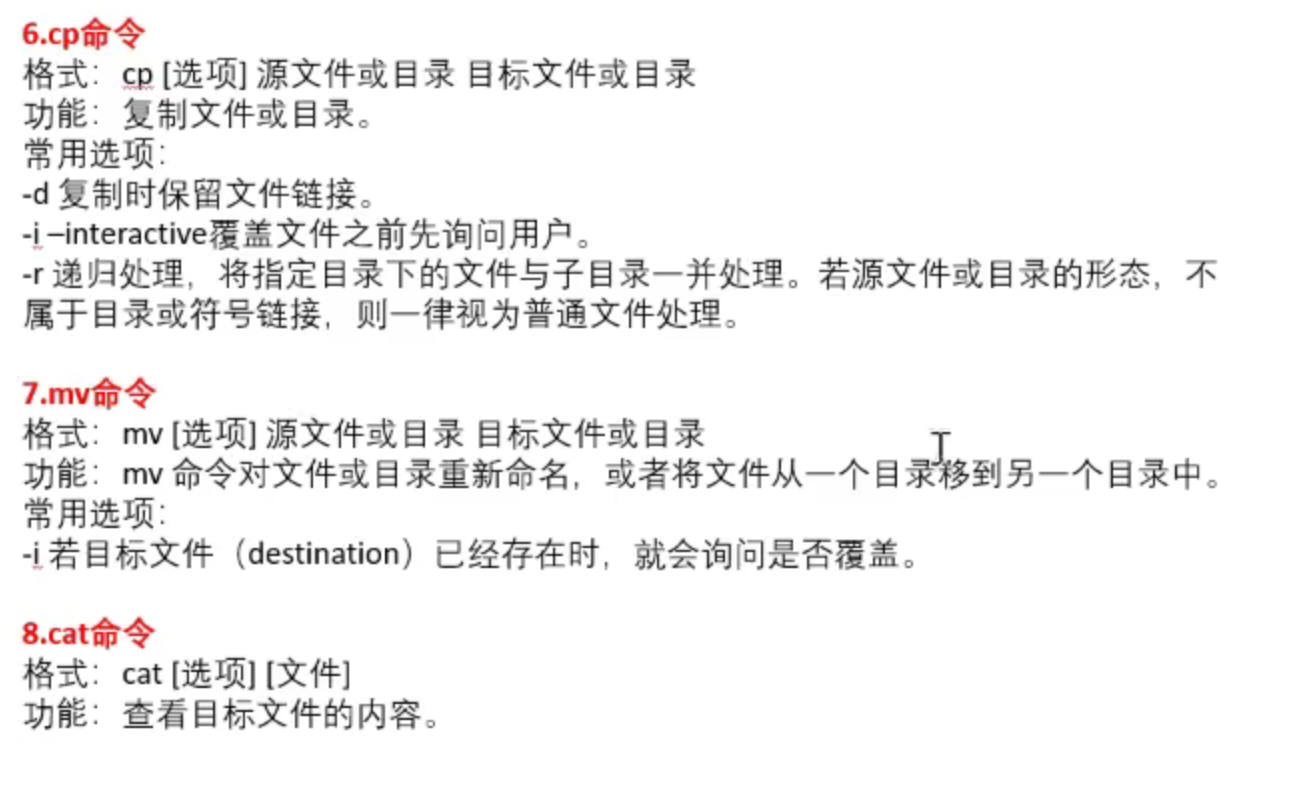 6.cp命令
格式：cp [选项] 源文件或目录 目标文件或目录
功能：复制文件或目录。
常用选项：
-d 复制时保留文件链接。
-i –interactive覆盖文件之前先询问用户。
-r 递归处理，将指定目录下的文件与子目录一并处理。若源文件或目录的形态，不
属于目录或符号链接，则一律视为普通文件处理。
7.mv命令
格式：mv [选项] 源文件或目录 目标文件或目录
功能：mv 命令对文件或目录重新命名，或者将文件从一个目录移到另一个目录中。
常用选项：
-i 若目标文件（destination）已经存在时，就会询问是否覆盖。
8.cat命令
格式：cat [选项] [文件]
功能：查看目标文件的内容。